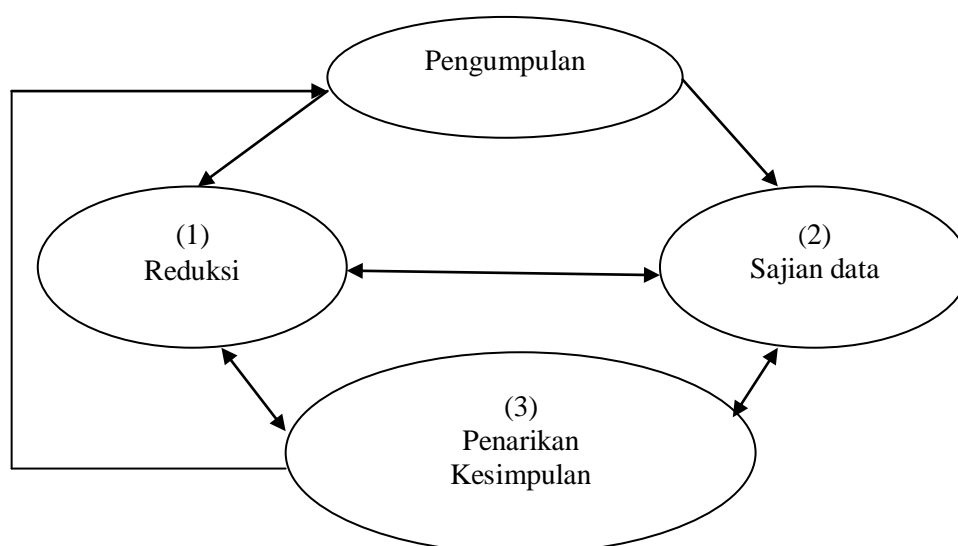 Pengumpulan
(1)
Reduksi
(2)
Sajian data
(3)
Penarikan
Kesimpulan